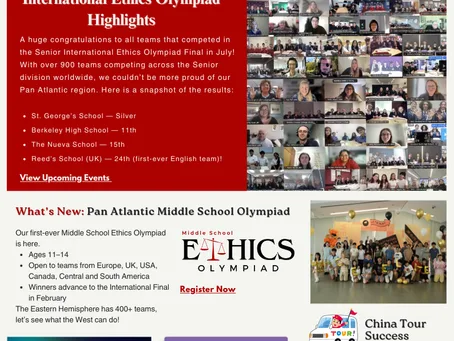 International Ethics Olympiad
Highlights
A huge congratulations to all teams that competed in
the Senior International Ethics Olympiad Final in July!
With over 900 teams competing across the Senior
division worldwide, we couldn't be more proud of our
Pan Atlantic region. Here is a snapshot of the results:
St. George's School — Silver
Berkeley High School — 11th
The Nueva School — 15th
Reed's School (UK) — 24th (first-ever English team)!
View Upcoming Events
What's New: Pan Atlantic Middle School Olympiad
Our first-ever Middle School Ethics Olympiad
is here.
Ages 11–14
Open to teams from Europe, UK, USA,
Canada, Central and South America
Winners advance to the International Final
in February
The Eastern Hemisphere has 400+ teams,
let's see what the West can do!
Middle School
ETHICS
OLYMPIAD
Register Now
TOUR!
China Tour
Success